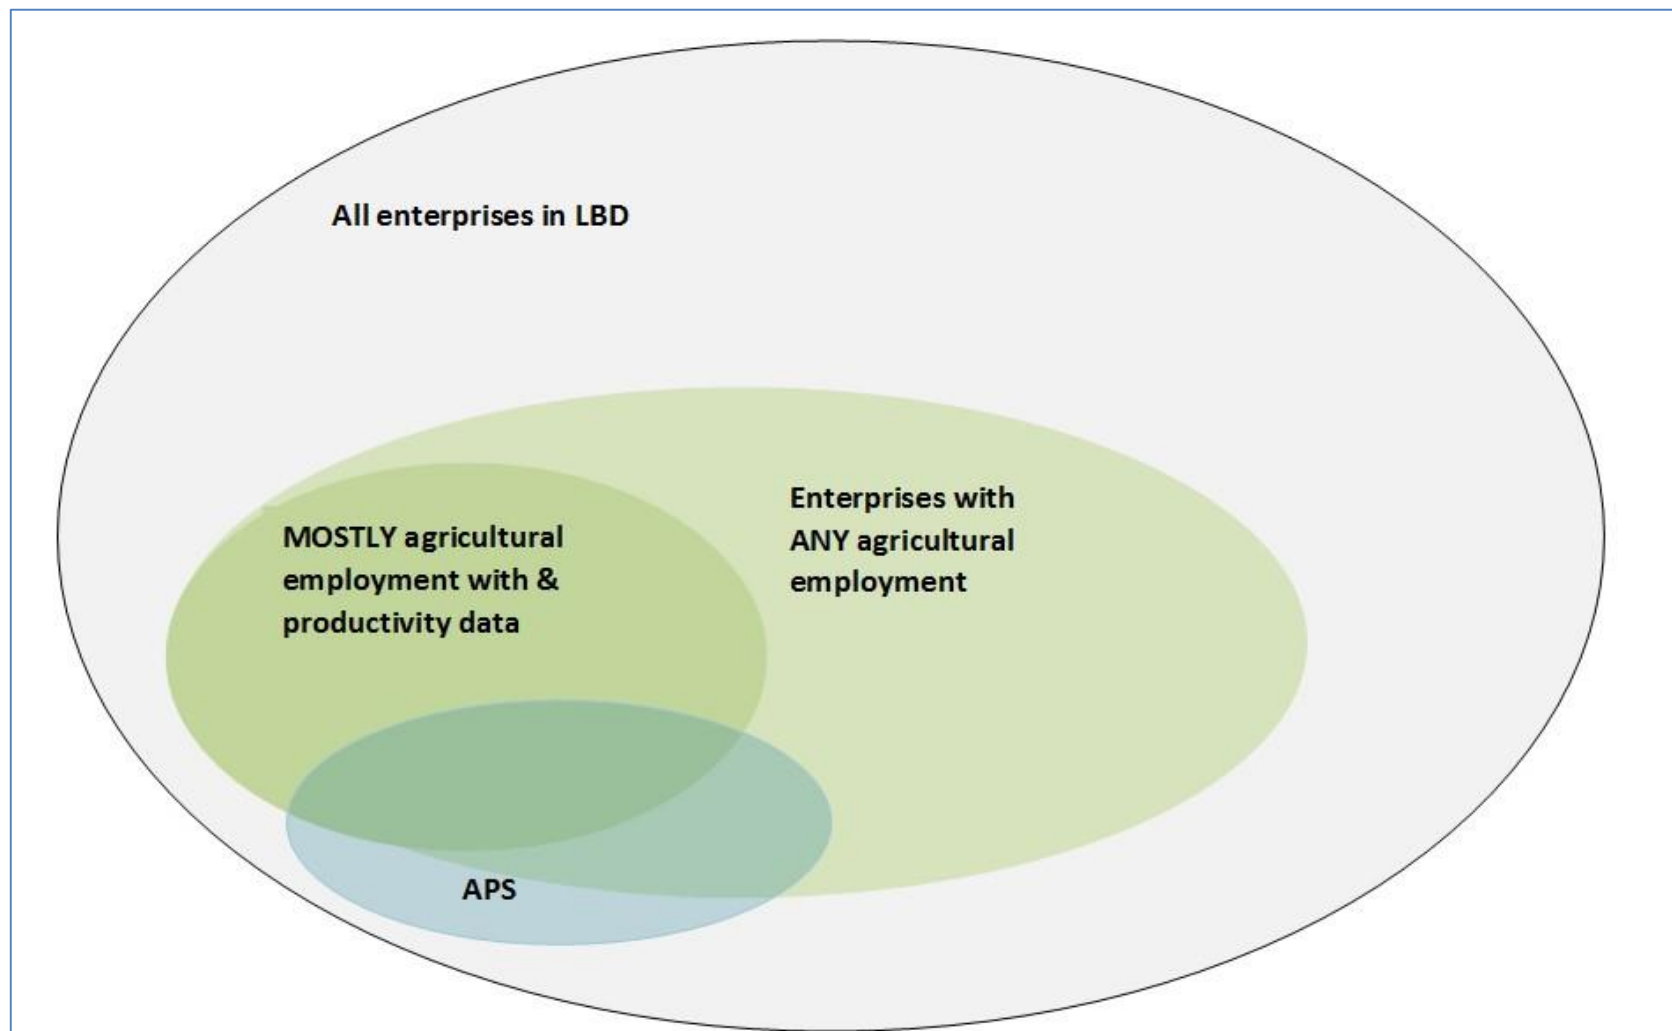 All enterprises in LBD
MOSTLY agricultural
employment with &
productivity data
Enterprises with
ANY agricultural
employment
APS